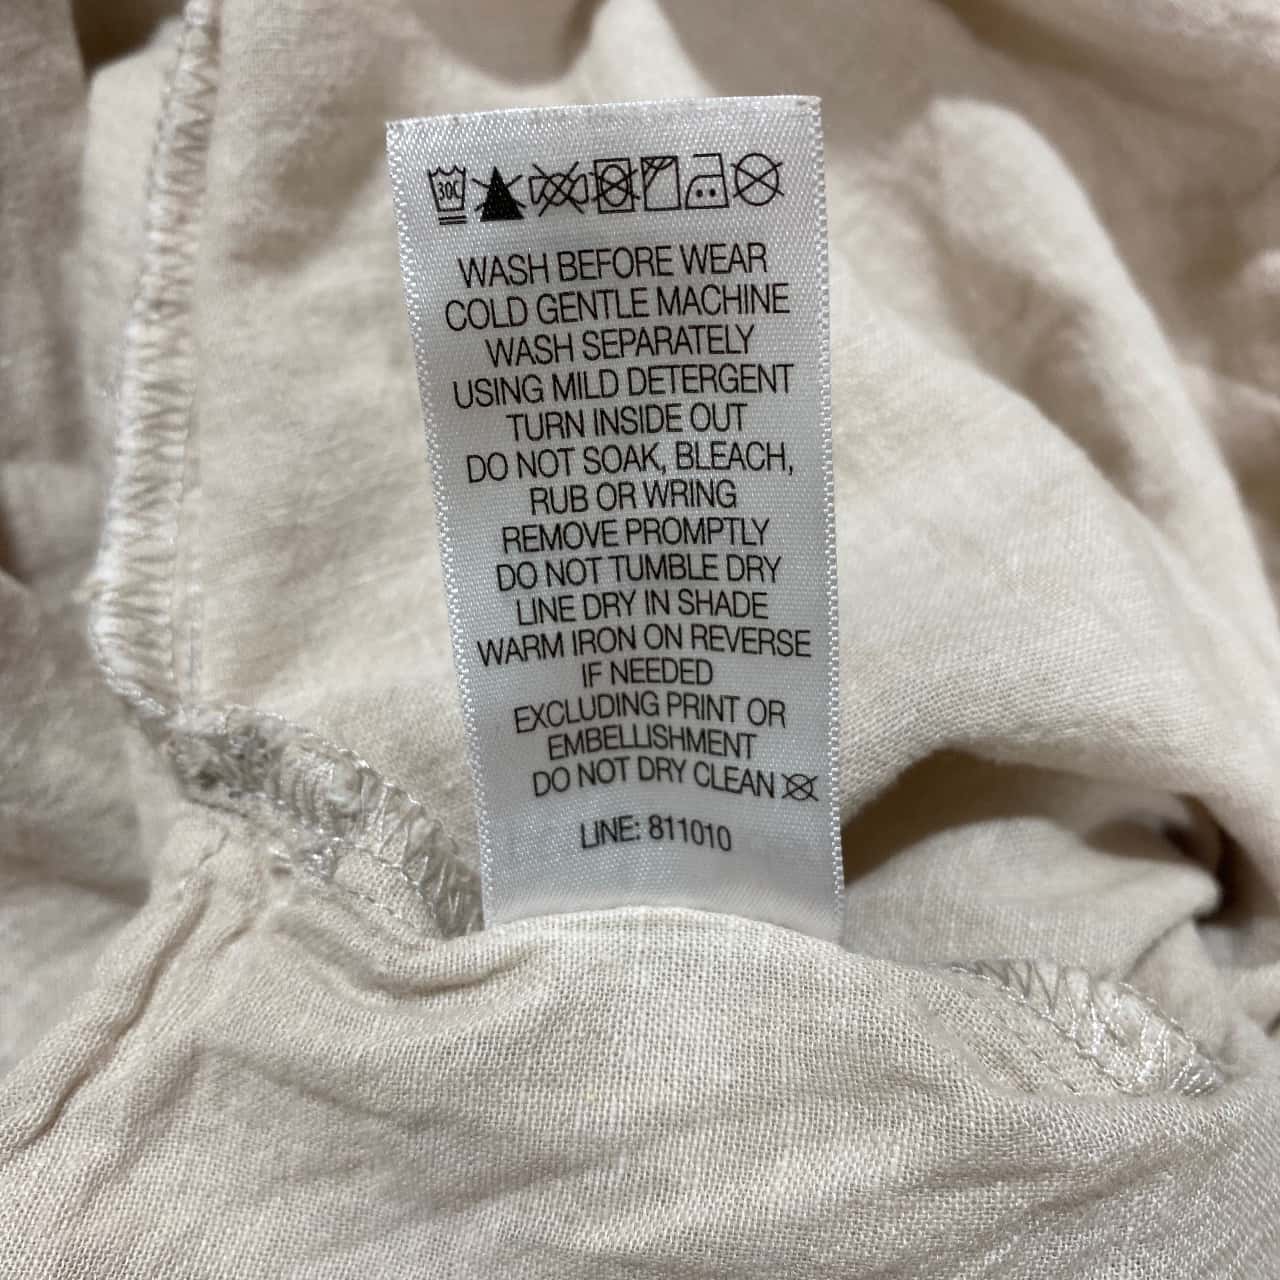 30C
WASH BEFORE WEAR
COLD GENTLE MACHINE
WASH SEPARATELY
USING MILD DETERGENT
TURN INSIDE OUT
DO NOT SOAK, BLEACH,
RUB OR WRING
REMOVE PROMPTLY
DO NOT TUMBLE DRY
LINE DRY IN SHADE
WARM IRON ON REVERSE
IF NEEDED
EXCLUDING PRINT OR
EMBELLISHMENT
DO NOT DRY CLEAN
LINE: 811010